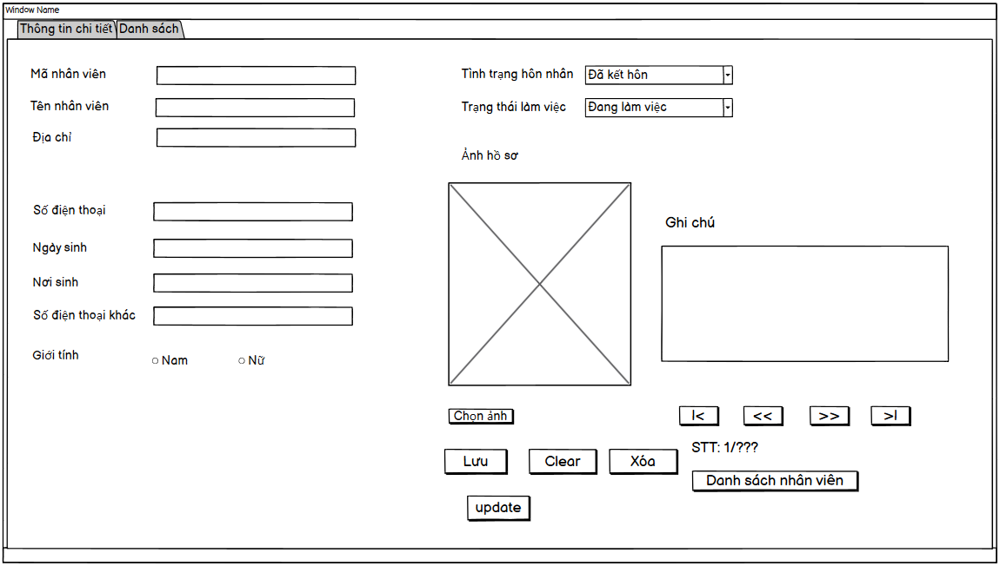 Window Name
Thông tin chi tiết
Danh sách
Mã nhân viên
Tên nhân viên
Địa chỉ
Số điện thoại
Ngày sinh
Nơi sinh
Số điện thoại khác
Giới tính
Nam
Nữ
Tình trạng hôn nhân
Đã kết hôn
Trạng thái làm việc
Đang làm việc
Ảnh hồ sơ
Ghi chú
Chọn ảnh
|<
<<
>>
>|
Lưu
Clear
Xóa
STT: 1/???
Danh sách nhân viên
update